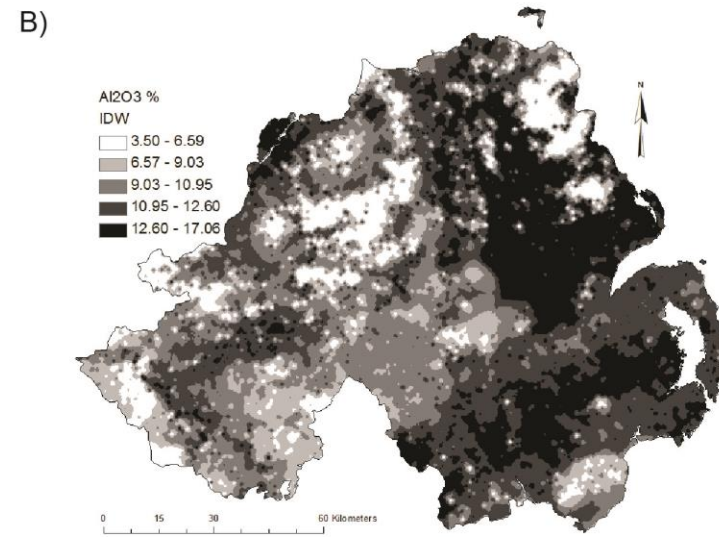 B)
Al2O3 %
IDW
3.50 - 6.59
6.57 - 9.03
9.03 - 10.95
10.95 - 12.60
12.60 - 17.06
N
0 15 30 60 Kilometers